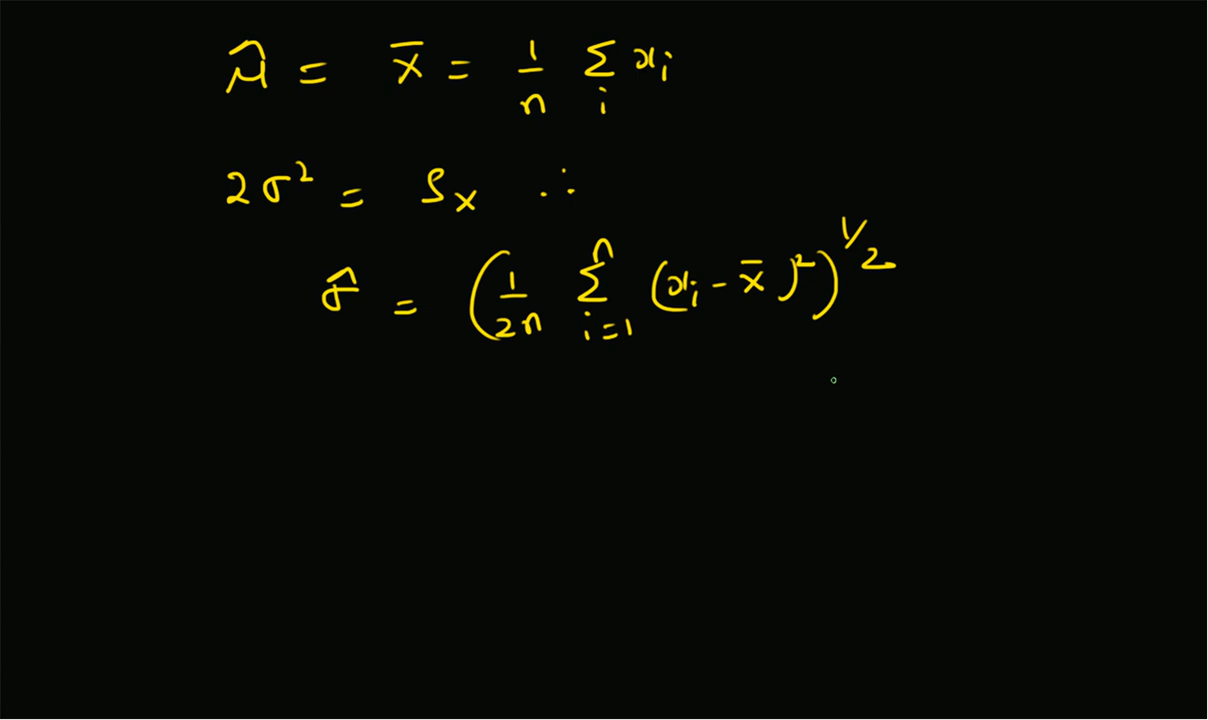 μ̂ = x̄ = 1/n Σ_i x_i
2σ² = S_x ∴
σ̂ = (1/2n Σ_{i=1}^{n} (x_i - x̄)²)^{1/2}